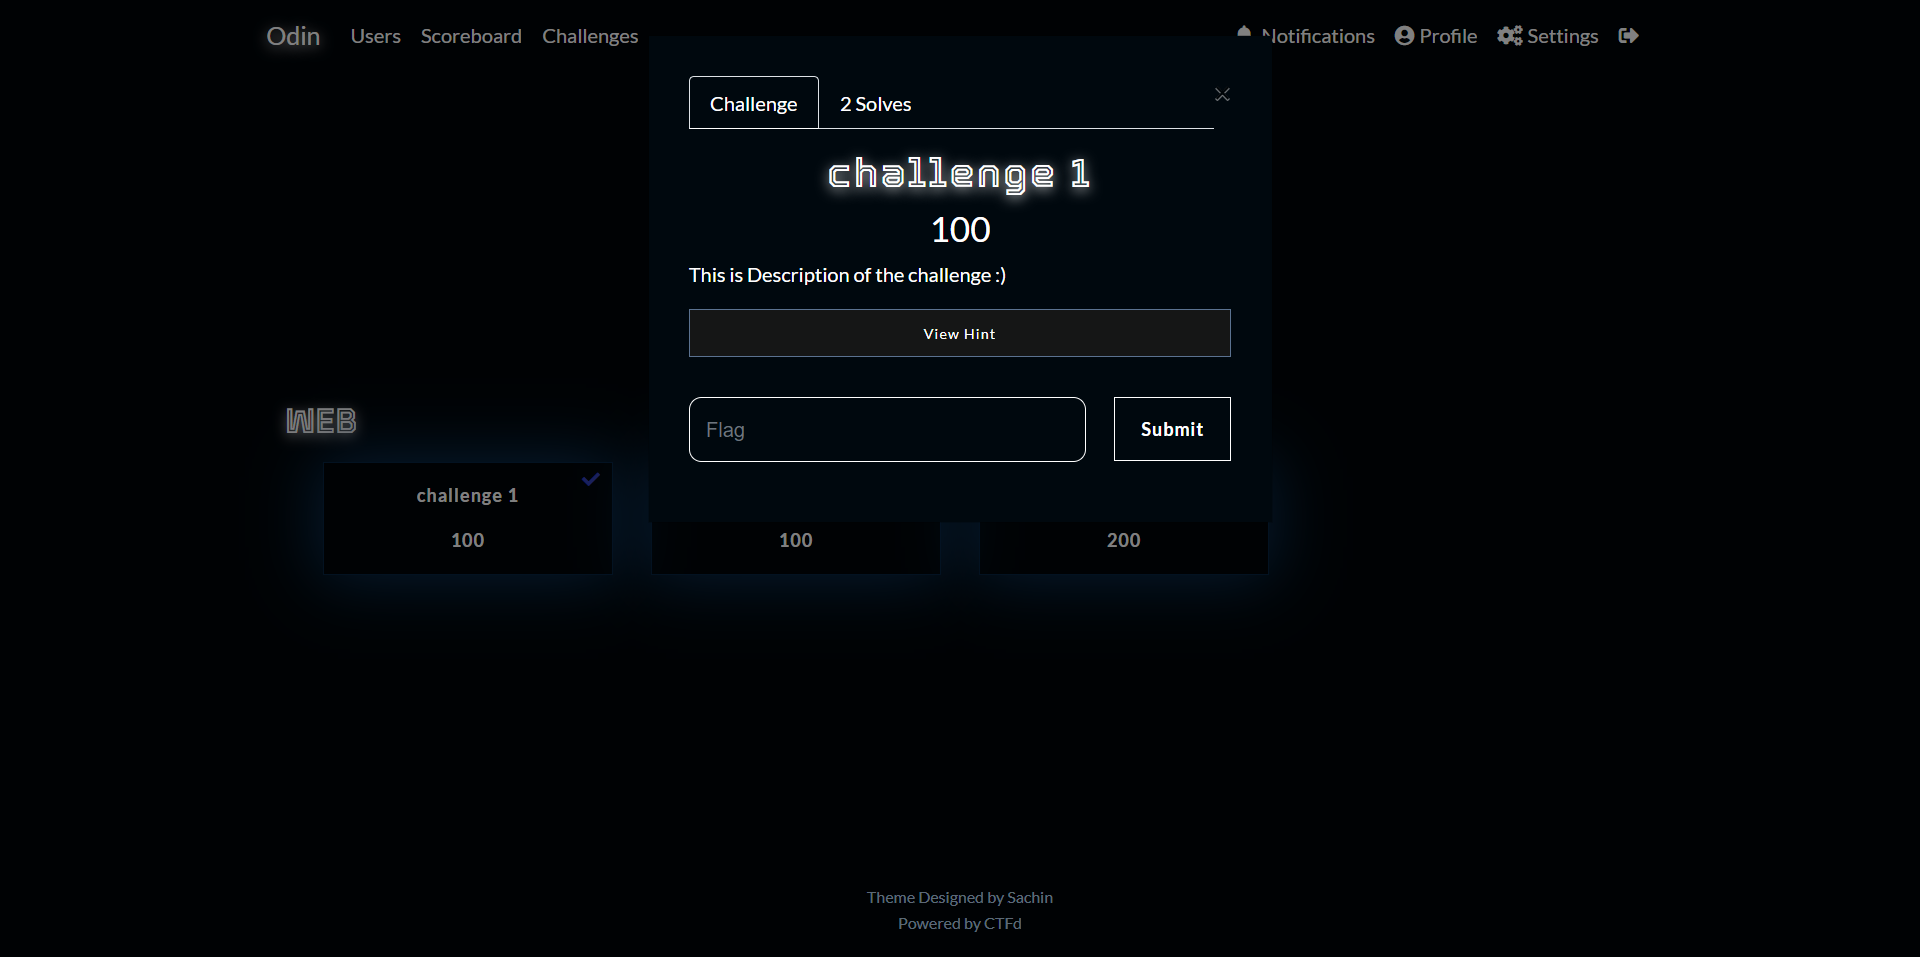 Odin Users Scoreboard Challenges Notifications Profile Settings
Challenge 2 Solves
challenge 1
100
This is Description of the challenge :)
View Hint
Flag Submit
WEB
challenge 1
100 100 200
Theme Designed by Sachin
Powered by CTFd